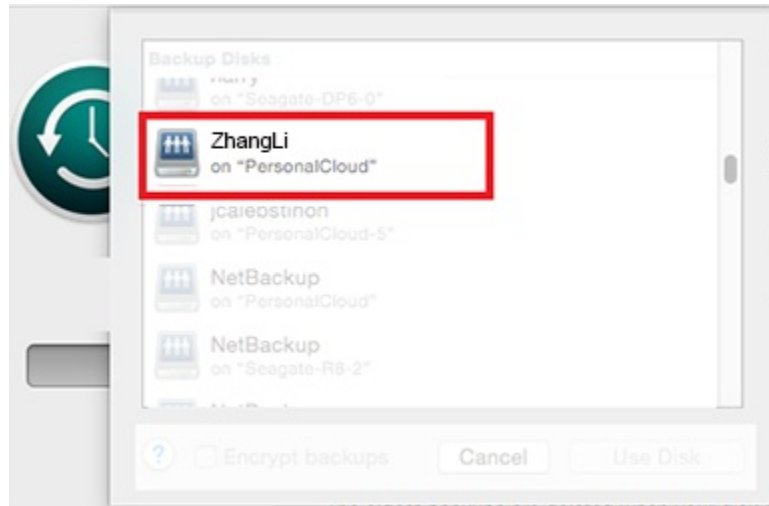 Backup Disks
on "Seagate-DP6-0"
ZhangLi
on "PersonalCloud"
jcalebstinon
on "PersonalCloud-5"
NetBackup
on "PersonalCloud"
NetBackup
on "Seagate-R8-2"
?
Encrypt backups
Cancel
Use Disk